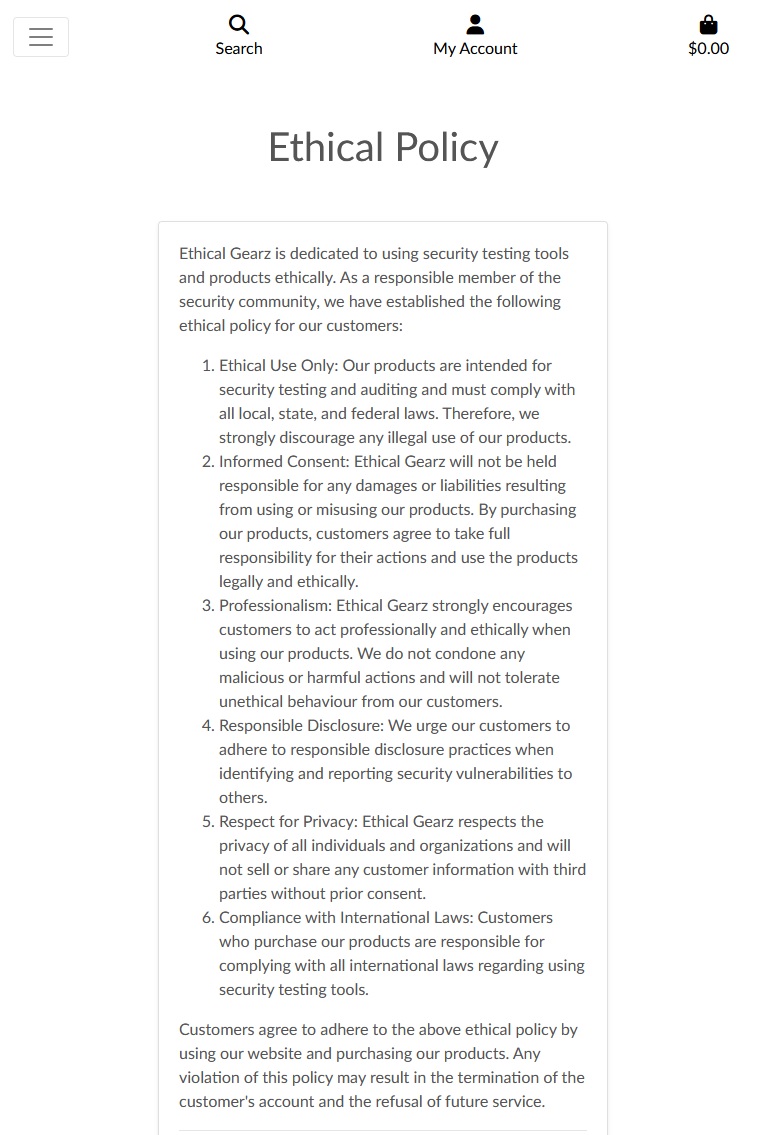 Search
My Account
$0.00
Ethical Policy
Ethical Gearz is dedicated to using security testing tools
and products ethically. As a responsible member of the
security community, we have established the following
ethical policy for our customers:
1. Ethical Use Only: Our products are intended for
security testing and auditing and must comply with
all local, state, and federal laws. Therefore, we
strongly discourage any illegal use of our products.
2. Informed Consent: Ethical Gearz will not be held
responsible for any damages or liabilities resulting
from using or misusing our products. By purchasing
our products, customers agree to take full
responsibility for their actions and use the products
legally and ethically.
3. Professionalism: Ethical Gearz strongly encourages
customers to act professionally and ethically when
using our products. We do not condone any
malicious or harmful actions and will not tolerate
unethical behaviour from our customers.
4. Responsible Disclosure: We urge our customers to
adhere to responsible disclosure practices when
identifying and reporting security vulnerabilities to
others.
5. Respect for Privacy: Ethical Gearz respects the
privacy of all individuals and organizations and will
not sell or share any customer information with third
parties without prior consent.
6. Compliance with International Laws: Customers
who purchase our products are responsible for
complying with all international laws regarding using
security testing tools.
Customers agree to adhere to the above ethical policy by
using our website and purchasing our products. Any
violation of this policy may result in the termination of the
customer's account and the refusal of future service.